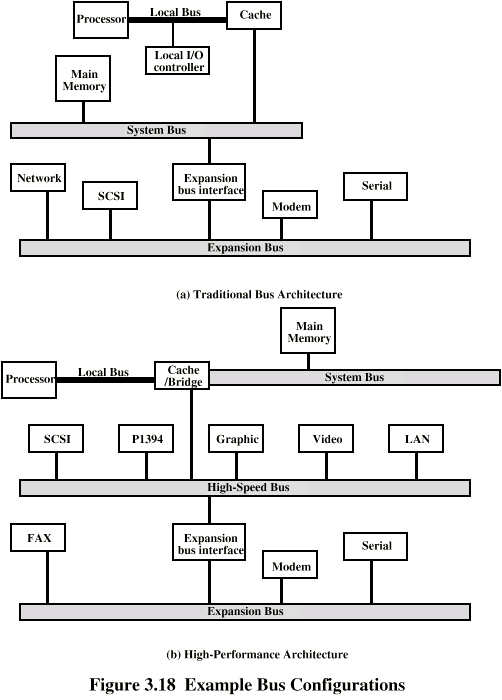 Processor
Local Bus
Cache
Local I/O
controller
Main
Memory
System Bus
Network
SCSI
Expansion
bus interface
Modem
Serial
Expansion Bus
(a) Traditional Bus Architecture
Main
Memory
Processor
Local Bus
Cache
/Bridge
System Bus
SCSI
P1394
Graphic
Video
LAN
High-Speed Bus
FAX
Expansion
bus interface
Modem
Serial
Expansion Bus
(b) High-Performance Architecture
Figure 3.18 Example Bus Configurations